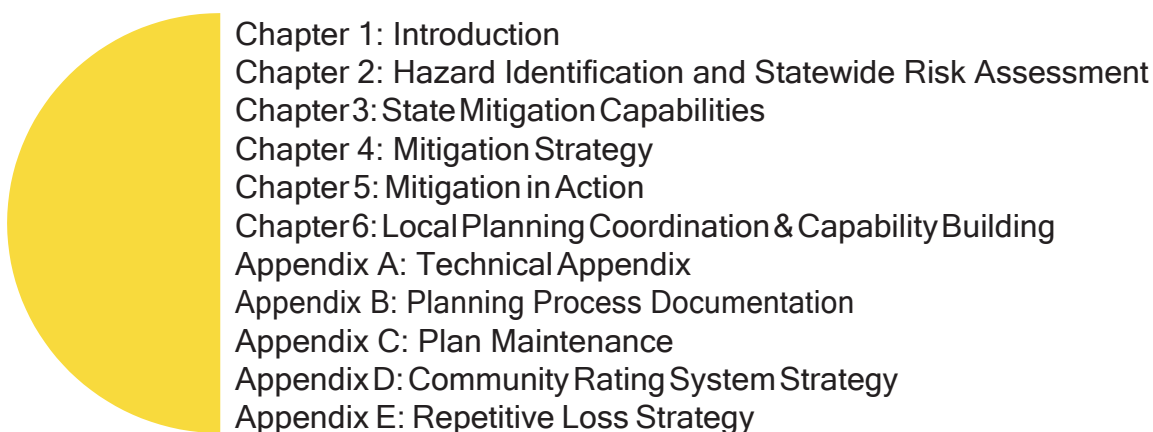 Chapter 1: Introduction
Chapter 2: Hazard Identification and Statewide Risk Assessment
Chapter 3: State Mitigation Capabilities
Chapter 4: Mitigation Strategy
Chapter 5: Mitigation in Action
Chapter 6: Local Planning Coordination & Capability Building
Appendix A: Technical Appendix
Appendix B: Planning Process Documentation
Appendix C: Plan Maintenance
Appendix D: Community Rating System Strategy
Appendix E: Repetitive Loss Strategy